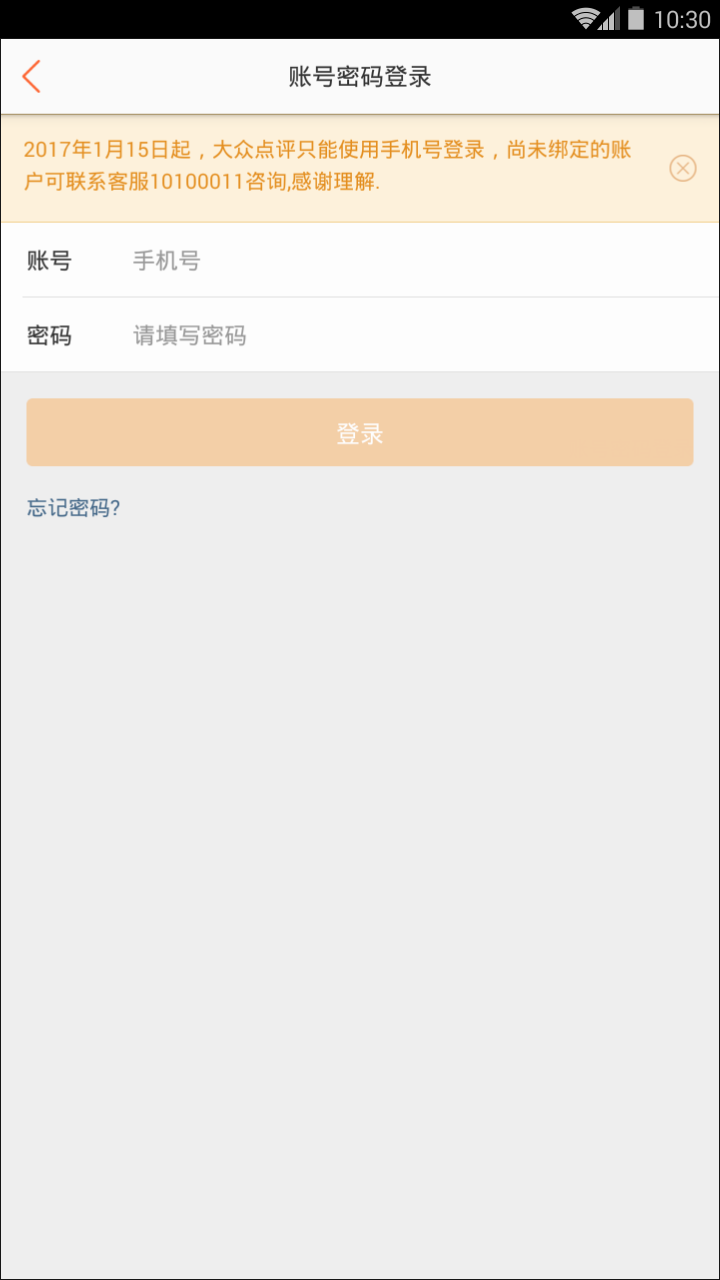 10:30
账号密码登录
2017年1月15日起，大众点评只能使用手机号登录，尚未绑定的账
户可联系客服10100011咨询,感谢理解.
账号 手机号
密码 请填写密码
登录
忘记密码?